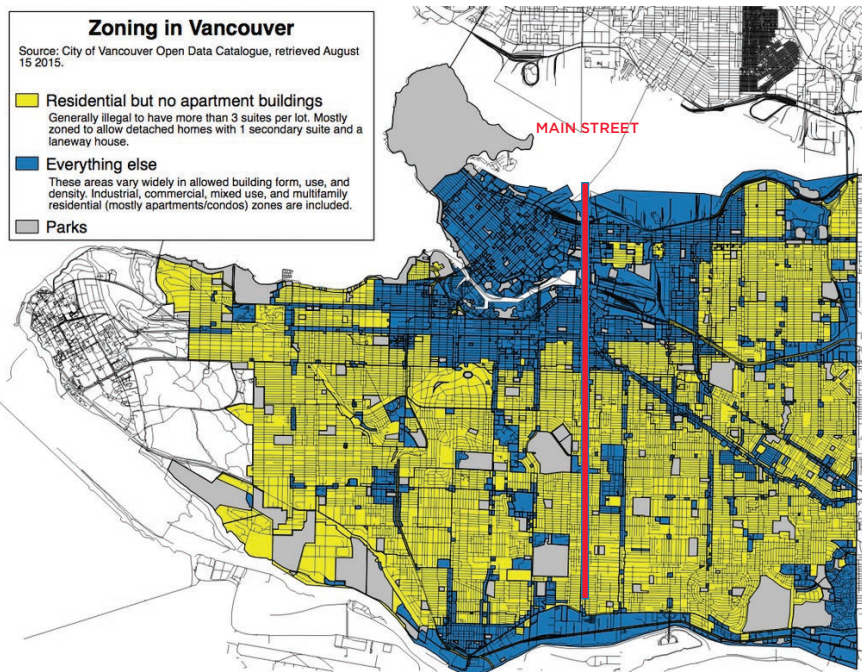 Zoning in Vancouver
Source: City of Vancouver Open Data Catalogue, retrieved August
15 2015.
Residential but no apartment buildings
Generally illegal to have more than 3 suites per lot. Mostly
zoned to allow detached homes with 1 secondary suite and a
laneway house.
Everything else
These areas vary widely in allowed building form, use, and
density. Industrial, commercial, mixed use, and multifamily
residential (mostly apartments/condos) zones are included.
Parks
MAIN STREET